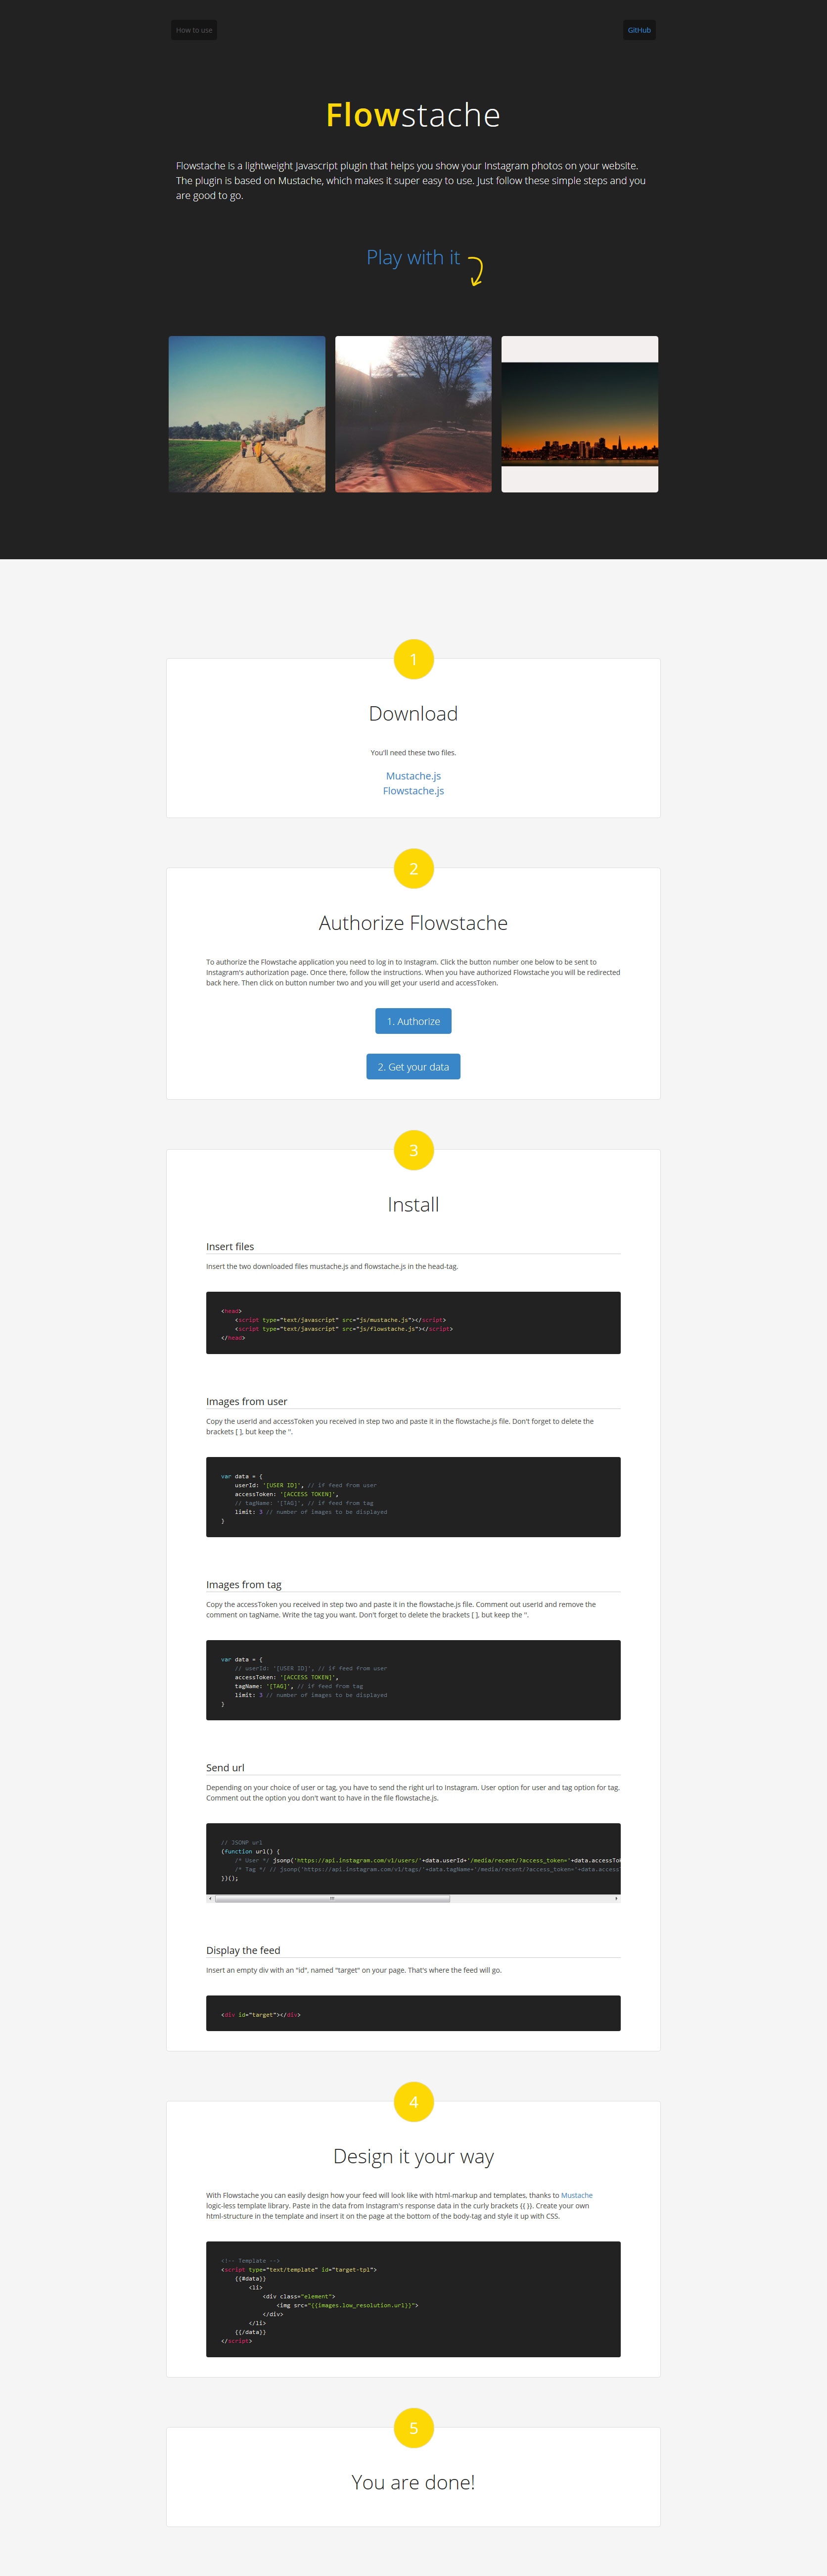 How to use
GitHub
Flowstache
Flowstache is a lightweight Javascript plugin that helps you show your Instagram photos on your website.
The plugin is based on Mustache, which makes it super easy to use. Just follow these simple steps and you
are good to go.
Play with it
1
Download
You'll need these two files.
Mustache.js
Flowstache.js
2
Authorize Flowstache
To authorize the Flowstache application you need to log in to Instagram. Click the button number one below to be sent to
Instagram's authorization page. Once there, follow the instructions. When you have authorized Flowstache you will be redirected
back here. Then click on button number two and you will get your userId and accessToken.
1. Authorize
2. Get your data
3
Install
Insert files
Insert the two downloaded files mustache.js and flowstache.js in the head-tag.
<head>
<script type="text/javascript" src="js/mustache.js"></script>
<script type="text/javascript" src="js/flowstache.js"></script>
</head>
Images from user
Copy the userId and accessToken you received in step two and paste it in the flowstache.js file. Don't forget to delete the
brackets [ ], but keep the ''.
var data = {
userId: '[USER ID]', // if feed from user
accessToken: '[ACCESS TOKEN]',
// tagName: '[TAG]', // if feed from tag
limit: 3 // number of images to be displayed
}
Images from tag
Copy the accessToken you received in step two and paste it in the flowstache.js file. Comment out userId and remove the
comment on tagName. Write the tag you want. Don't forget to delete the brackets [ ], but keep the ''.
var data = {
// userId: '[USER ID]', // if feed from user
accessToken: '[ACCESS TOKEN]',
tagName: '[TAG]', // if feed from tag
limit: 3 // number of images to be displayed
}
Send url
Depending on your choice of user or tag, you have to send the right url to Instagram. User option for user and tag option for tag.
Comment out the option you don't want to have in the file flowstache.js.
// JSONP url
(function url() {
/* User */ jsonp('https://api.instagram.com/v1/users/'+data.userId+'/media/recent/?access_token='+data.accessTo
/* Tag */ // jsonp('https://api.instagram.com/v1/tags/'+data.tagName+'/media/recent/?access_token='+data.access
})();
Display the feed
Insert an empty div with an "id", named "target" on your page. That's where the feed will go.
<div id="target"></div>
4
Design it your way
With Flowstache you can easily design how your feed will look like with html-markup and templates, thanks to Mustache
logic-less template library. Paste in the data from Instagram's response data in the curly brackets {{ }}. Create your own
html-structure in the template and insert it on the page at the bottom of the body-tag and style it up with CSS.
<!-- Template -->
<script type="text/template" id="target-tpl">
{{#data}}
<li>
<div class="element">
<img src="{{images.low_resolution.url}}">
</div>
</li>
{{/data}}
</script>
5
You are done!